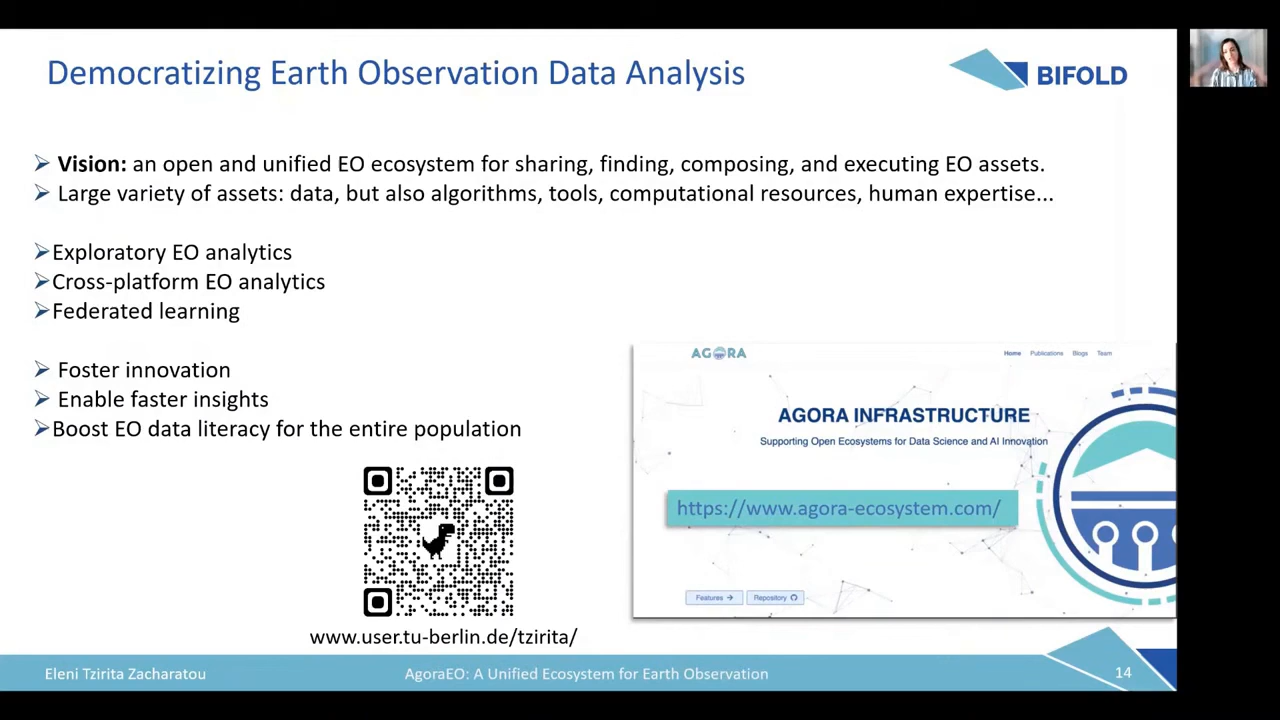 Democratizing Earth Observation Data Analysis
BIFOLD
Vision: an open and unified EO ecosystem for sharing, finding, composing, and executing EO assets.
Large variety of assets: data, but also algorithms, tools, computational resources, human expertise...
Exploratory EO analytics
Cross-platform EO analytics
Federated learning
Foster innovation
Enable faster insights
Boost EO data literacy for the entire population
www.user.tu-berlin.de/tzirita/
AGORA
Home Publications Blogs Team
AGORA INFRASTRUCTURE
Supporting Open Ecosystems for Data Science and AI Innovation
https://www.agora-ecosystem.com/
Features Repository
Eleni Tzirita Zacharatou
AgoraEO: A Unified Ecosystem for Earth Observation
14